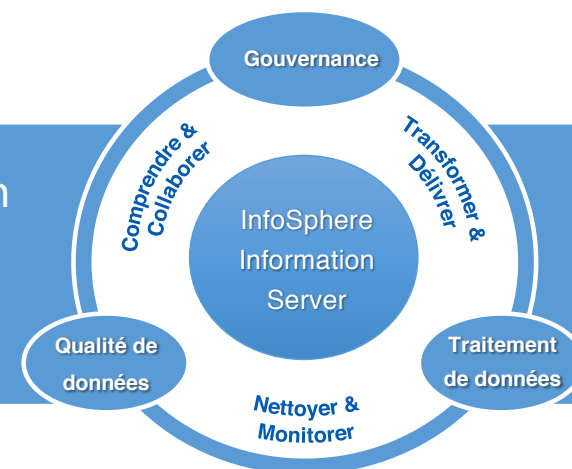 Gouvernance
Comprendre &
Collaborer
Transformer &
Délivrer
n
InfoSphere
Information
Server
Qualité de
données
Traitement
de données
Nettoyer &
Monitorer